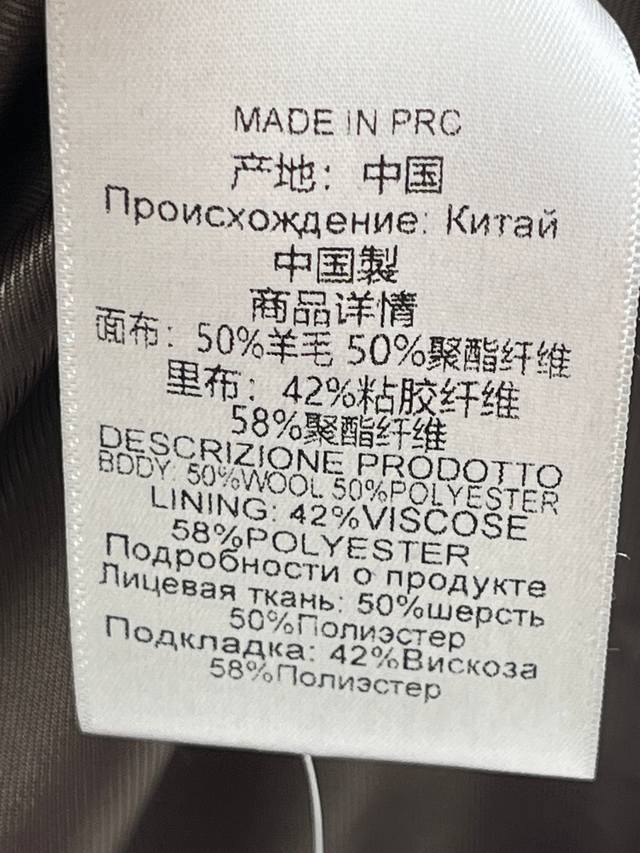 MADE IN PRC
产地：中国
Происхождение: Китай
中国製
商品详情
面布：50%羊毛 50%聚酯纤维
里布：42%粘胶纤维
58%聚酯纤维
DESCRIZIONE PRODOTTO
BODY: 50%WOOL 50%POLYESTER
LINING: 42%VISCOSE
58%POLYESTER
Подробности о продукте
Лицевая ткань: 50%шерсть
50%Полиэстер
Подкладка: 42%Вискоза
58%Полиэстер